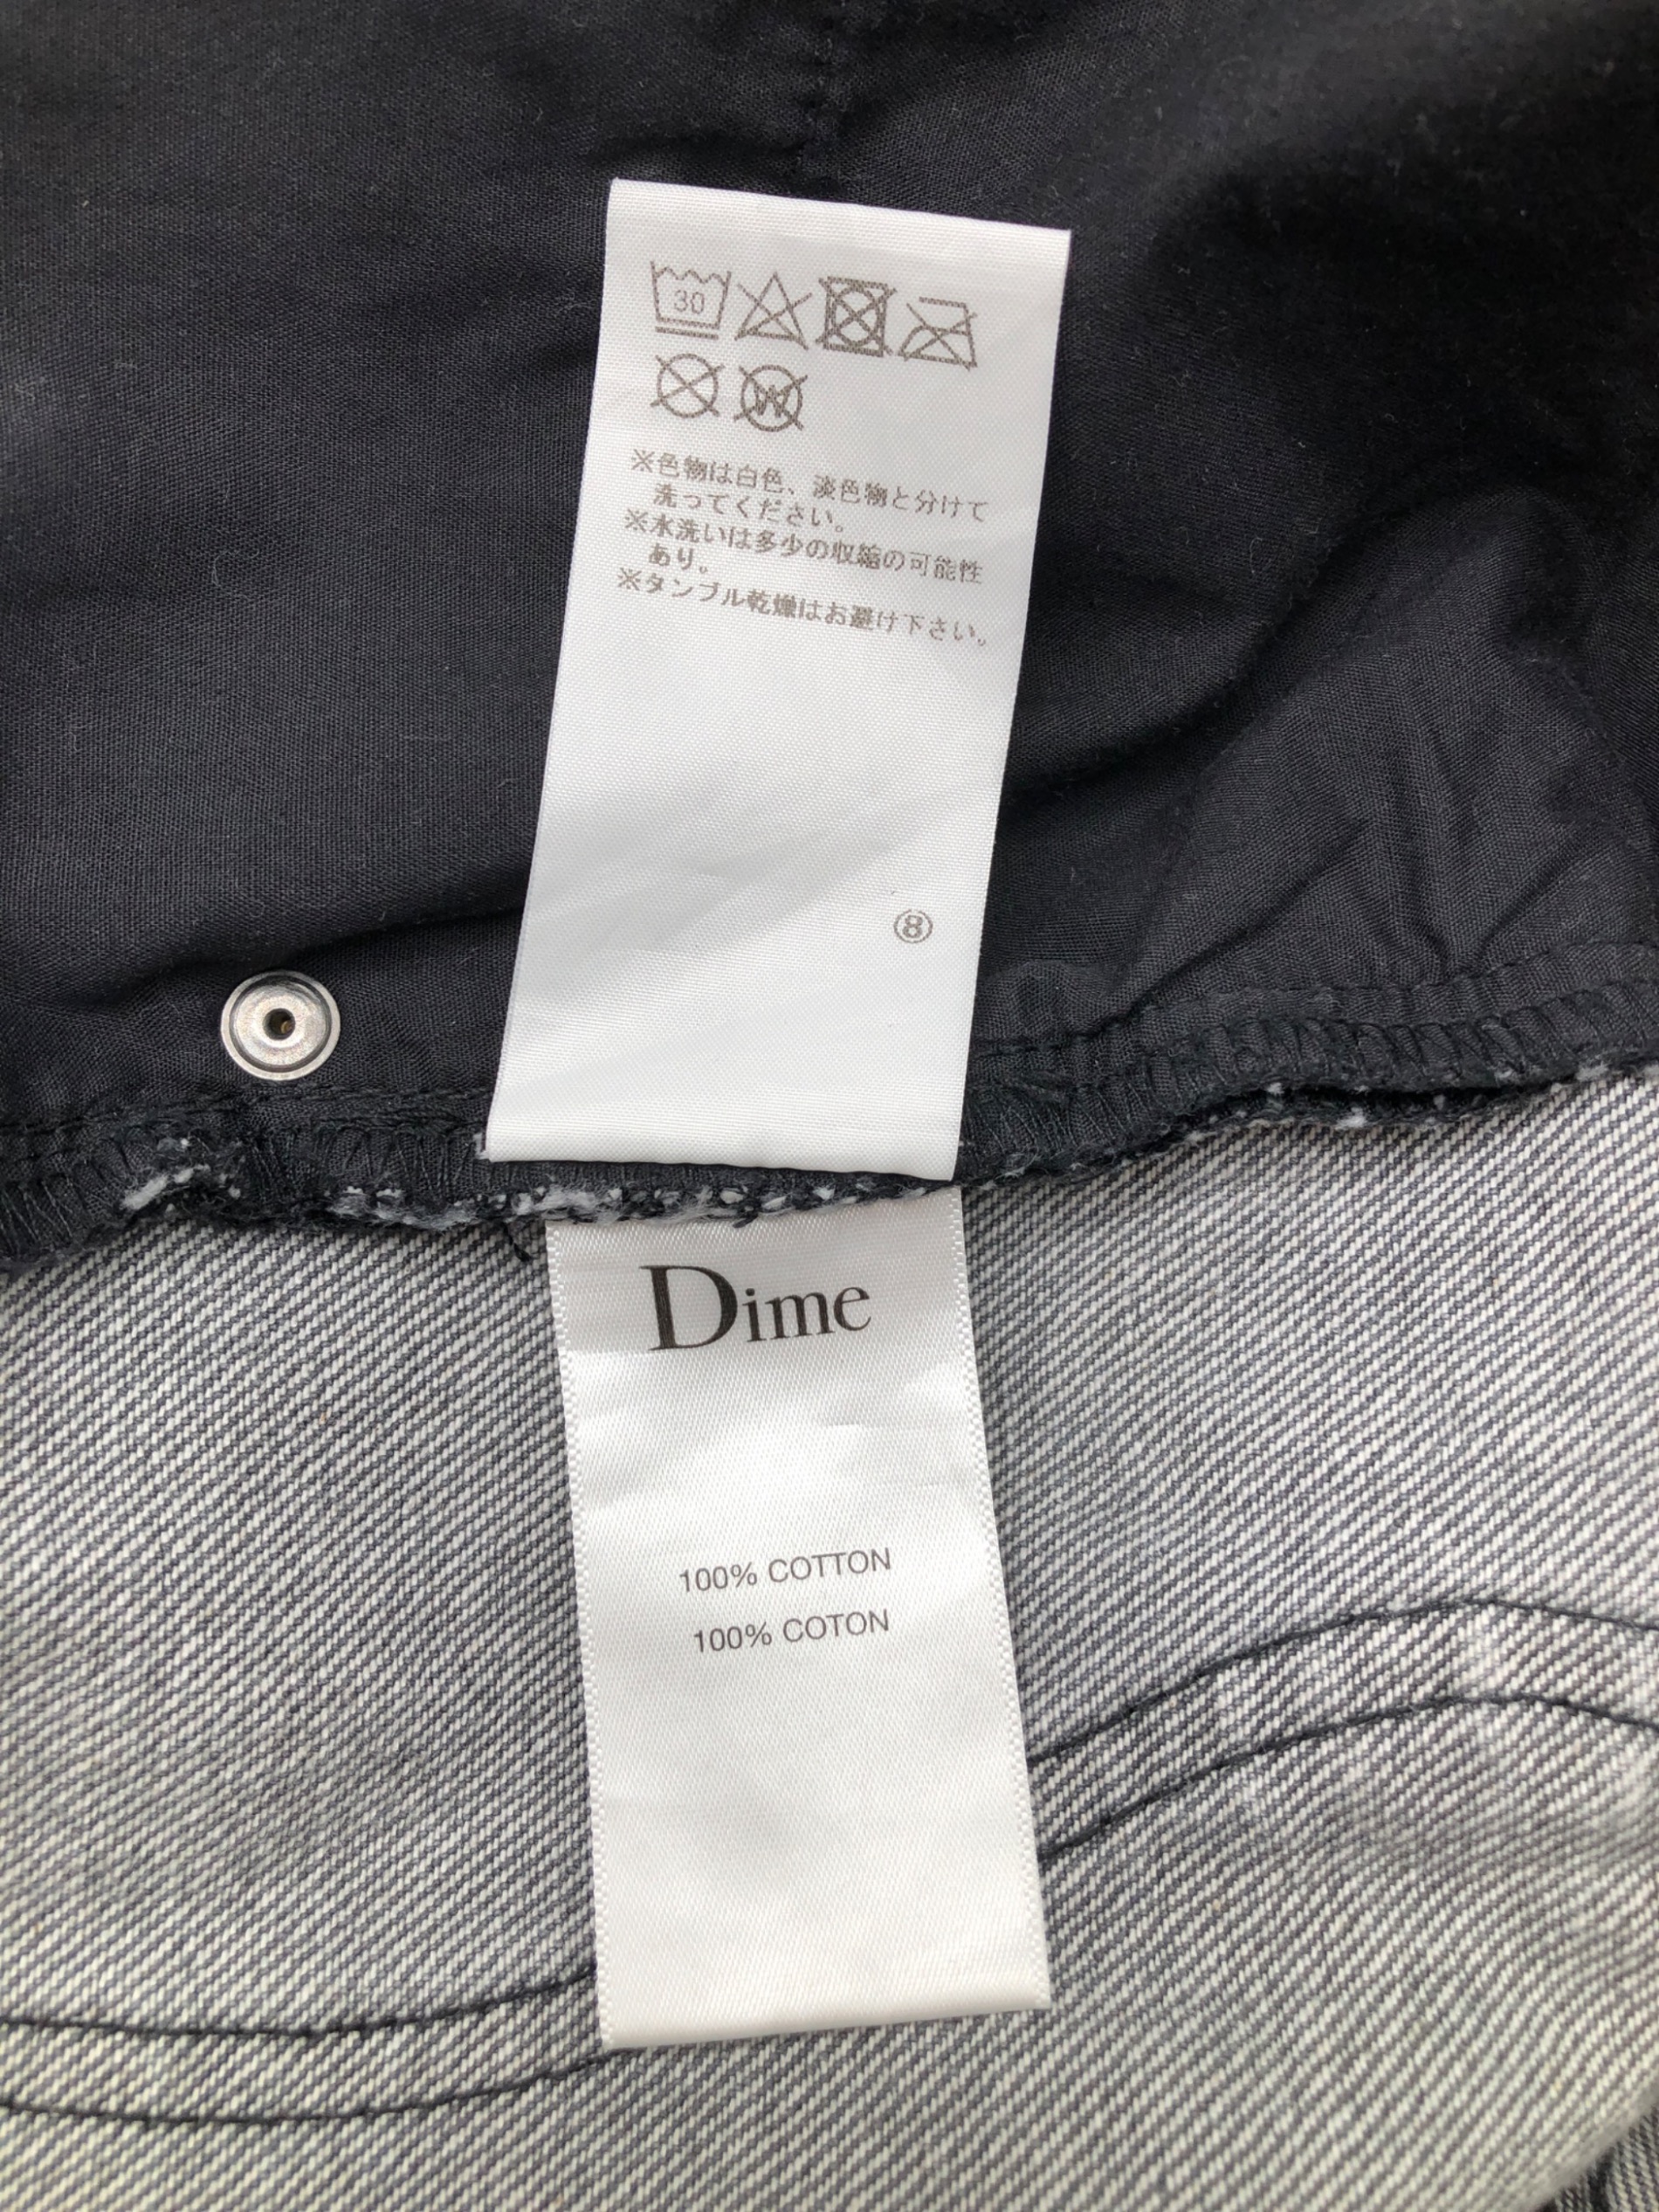 30
W
※色物は白色、淡色物と分けて
洗ってください。
※水洗いは多少の収縮の可能性
あり。
※タンブル乾燥はお避け下さい。
⑧
Dime
100% COTTON
100% COTON